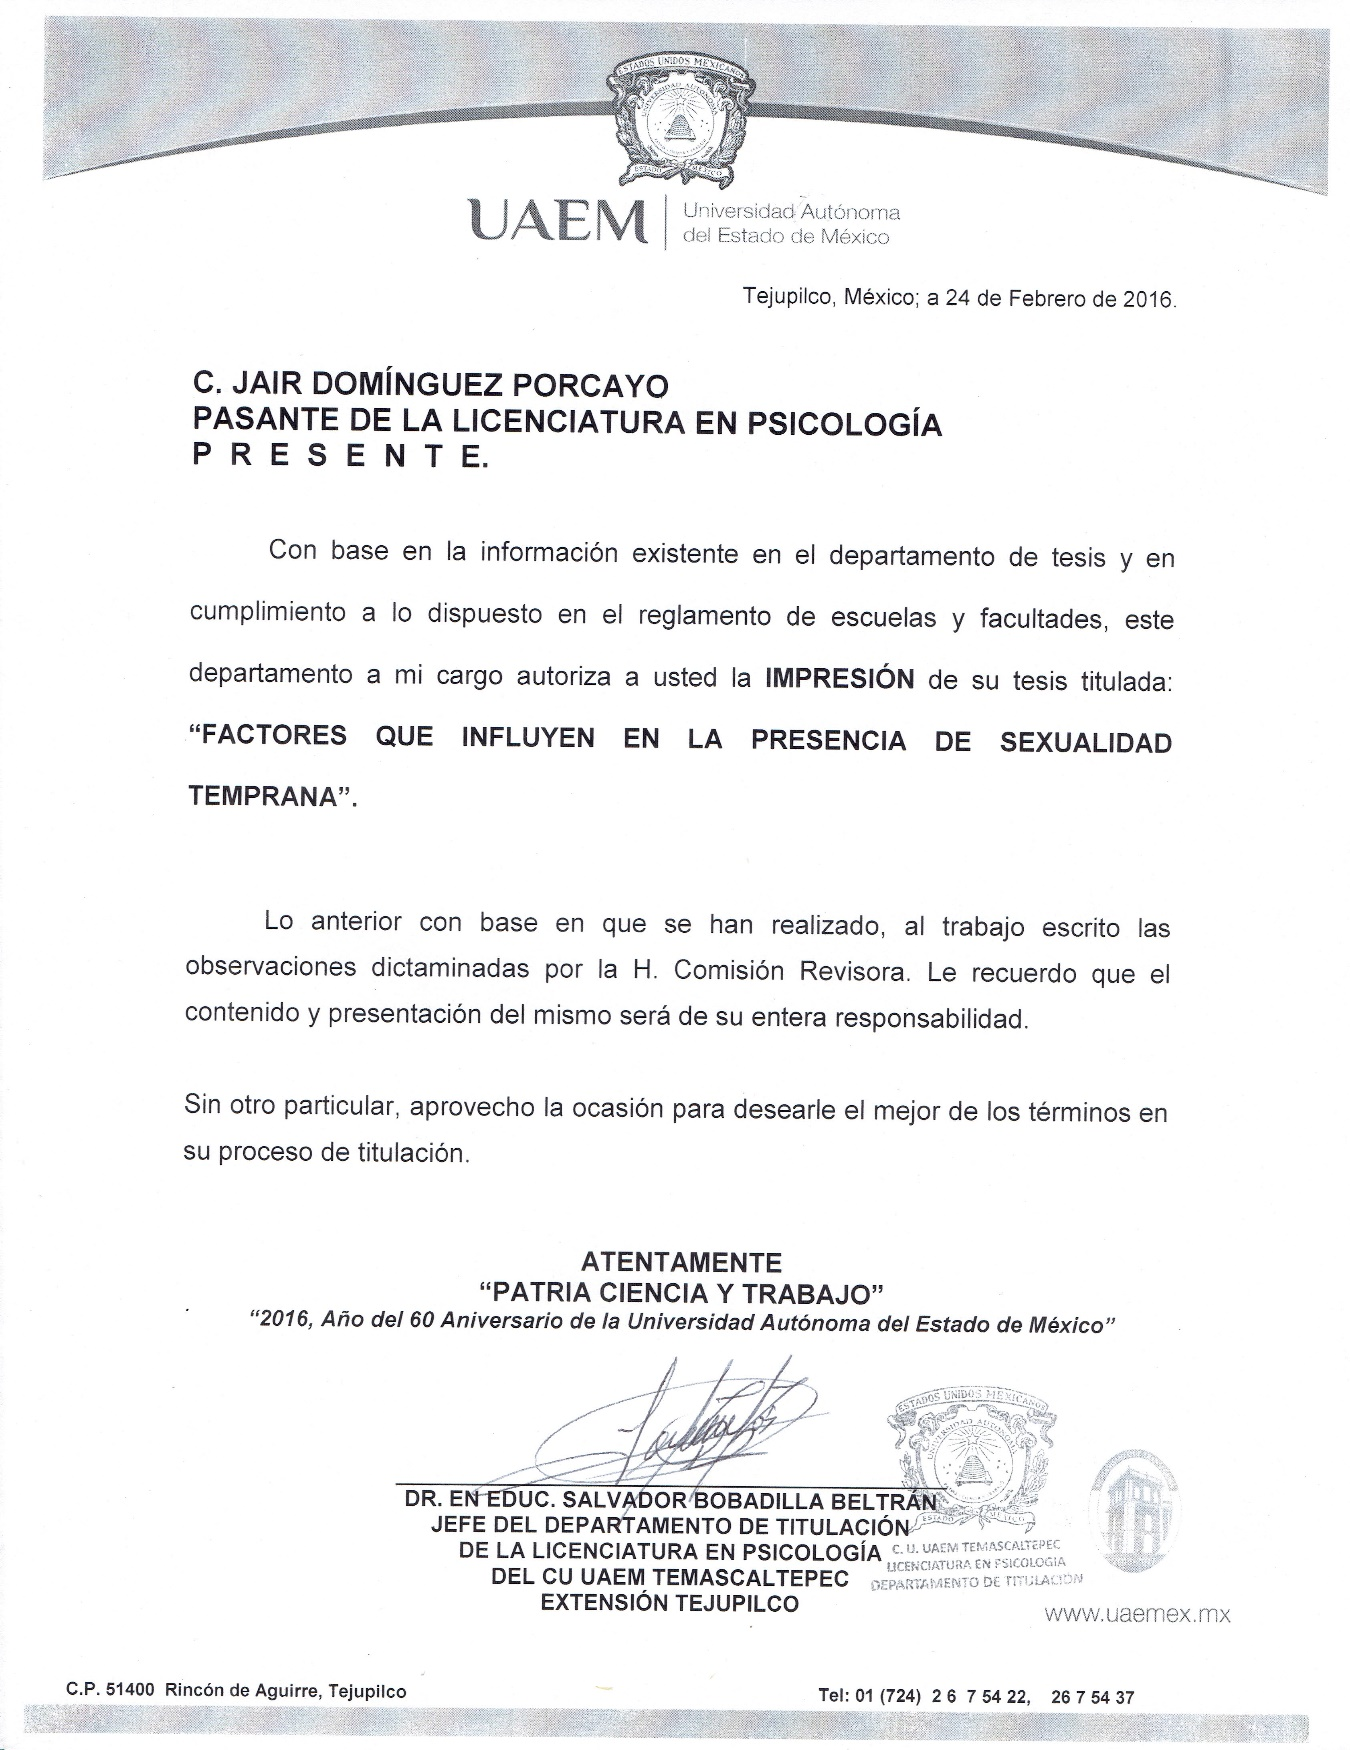 ESTADOS UNIDOS MEXICANOS
UNIVERSIDAD AUTÓNOMA
ESTADO MÉXICO
UAEM
Universidad Autónoma
del Estado de México
Tejupilco, México; a 24 de Febrero de 2016.
C. JAIR DOMÍNGUEZ PORCAYO
PASANTE DE LA LICENCIATURA EN PSICOLOGÍA
P R E S E N T E.
Con base en la información existente en el departamento de tesis y en
cumplimiento a lo dispuesto en el reglamento de escuelas y facultades, este
departamento a mi cargo autoriza a usted la IMPRESIÓN de su tesis titulada:
“FACTORES QUE INFLUYEN EN LA PRESENCIA DE SEXUALIDAD
TEMPRANA”.
Lo anterior con base en que se han realizado, al trabajo escrito las
observaciones dictaminadas por la H. Comisión Revisora. Le recuerdo que el
contenido y presentación del mismo será de su entera responsabilidad.
Sin otro particular, aprovecho la ocasión para desearle el mejor de los términos en
su proceso de titulación.
ATENTAMENTE
“PATRIA CIENCIA Y TRABAJO”
“2016, Año del 60 Aniversario de la Universidad Autónoma del Estado de México”
DR. EN EDUC. SALVADOR BOBADILLA BELTRÁN
JEFE DEL DEPARTAMENTO DE TITULACIÓN
DE LA LICENCIATURA EN PSICOLOGÍA
DEL CU UAEM TEMASCALTEPEC
EXTENSIÓN TEJUPILCO
ESTADOS UNIDOS MEXICANOS
UNIVERSIDAD AUTONOMA
ESTADO MEXICO
C. U. UAEM TEMASCALTEPEC
LICENCIATURA EN PSICOLOGIA
DEPARTAMENTO DE TITULACION
www.uaemex.mx
C.P. 51400 Rincón de Aguirre, Tejupilco
Tel: 01 (724) 2 6 7 54 22, 26 7 54 37